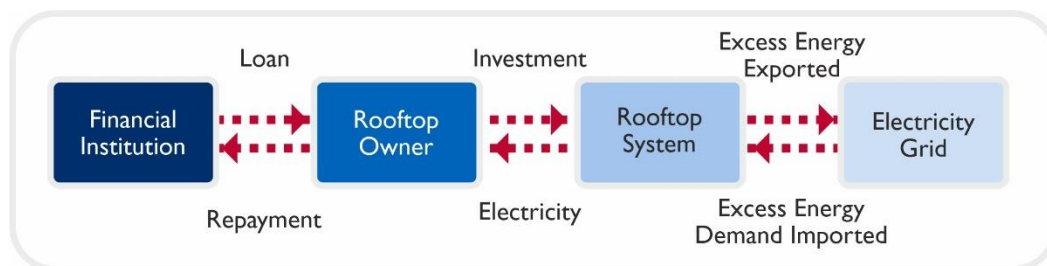 Loan
Investment
Excess Energy
Exported
Financial
Institution
Rooftop
Owner
Rooftop
System
Electricity
Grid
Repayment
Electricity
Excess Energy
Demand Imported